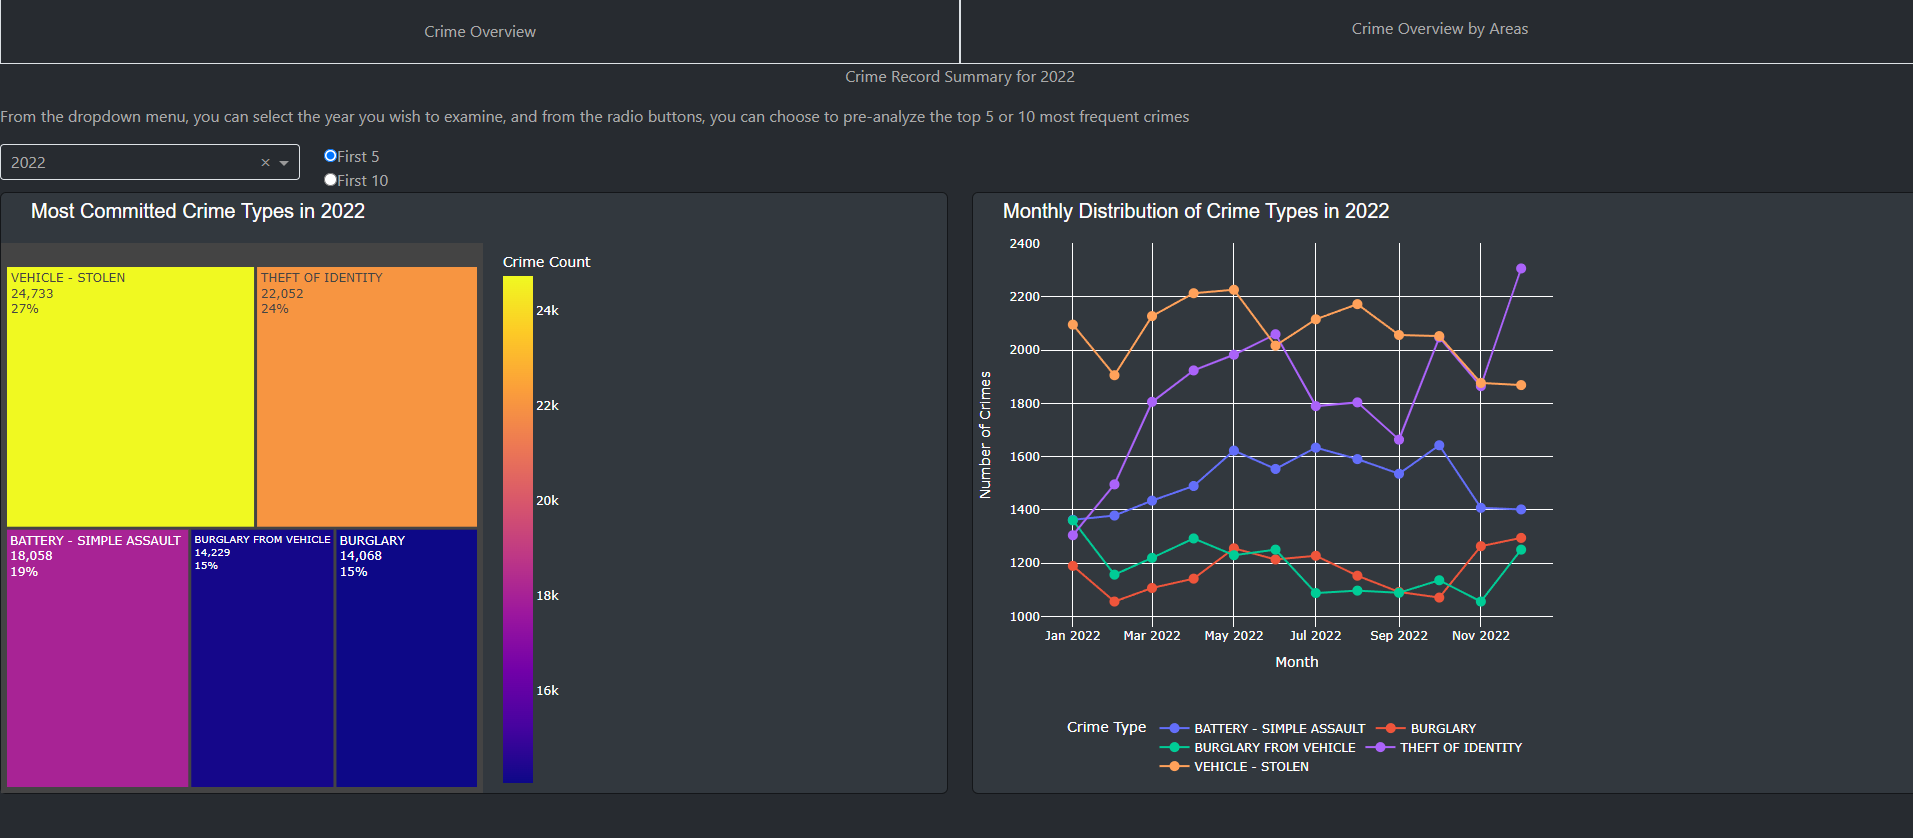 Crime Overview
Crime Overview by Areas
Crime Record Summary for 2022
From the dropdown menu, you can select the year you wish to examine, and from the radio buttons, you can choose to pre-analyze the top 5 or 10 most frequent crimes
2022
×
First 5
First 10
Most Committed Crime Types in 2022
VEHICLE - STOLEN
24,733
27%
THEFT OF IDENTITY
22,052
24%
BATTERY - SIMPLE ASSAULT
18,058
19%
BURGLARY FROM VEHICLE
14,229
15%
BURGLARY
14,068
15%
Crime Count
24k
22k
20k
18k
16k
Monthly Distribution of Crime Types in 2022
Number of Crimes
2400
2200
2000
1800
1600
1400
1200
1000
Jan 2022
Mar 2022
May 2022
Jul 2022
Sep 2022
Nov 2022
Month
Crime Type
BATTERY - SIMPLE ASSAULT
BURGLARY
BURGLARY FROM VEHICLE
THEFT OF IDENTITY
VEHICLE - STOLEN